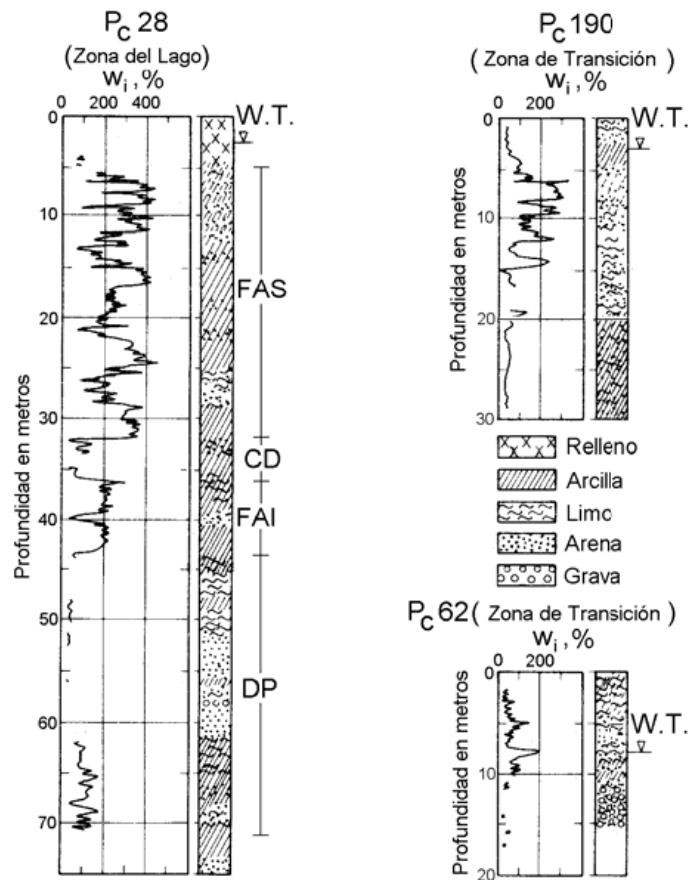 Pc 28
(Zona del Lago)
wi, %
0 200 400
W.T.
0
10
20
30
40
50
60
70
Profundidad en metros
FAS
CD
FAI
DP
Pc 190
( Zona de Transición )
wi, %
0 200
W.T.
0
10
20
30
Profundidad en metros
Relleno
Arcilla
Limo
Arena
Grava
Pc 62 ( Zona de Transición )
wi, %
0 200
W.T.
0
10
20
Profundidad en metros